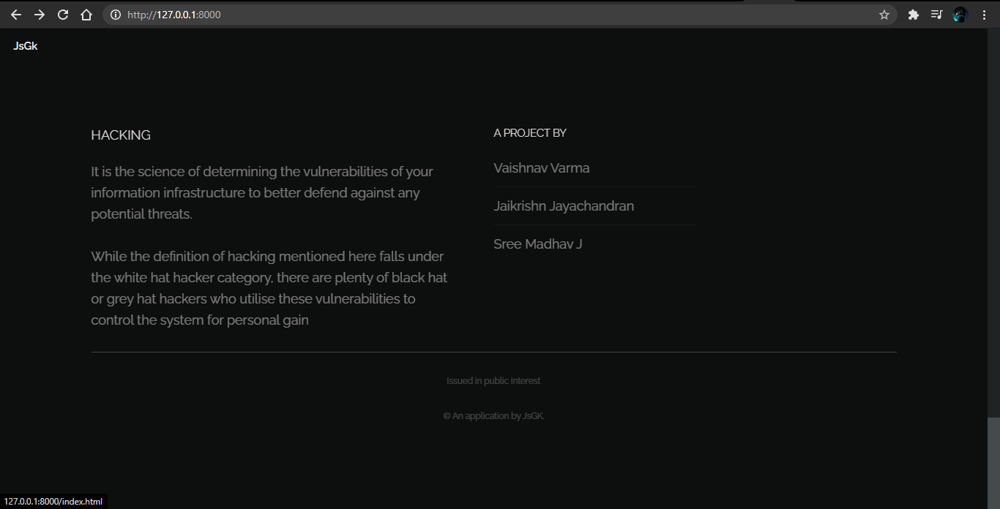 http://127.0.0.1:8000
JsGk
HACKING
It is the science of determining the vulnerabilities of your
information infrastructure to better defend against any
potential threats.
While the definition of hacking mentioned here falls under
the white hat hacker category, there are plenty of black hat
or grey hat hackers who utilise these vulnerabilities to
control the system for personal gain
A PROJECT BY
Vaishnav Varma
Jaikrishn Jayachandran
Sree Madhav J
Issued in public interest
© An application by JsGK.
127.0.0.1:8000/index.html